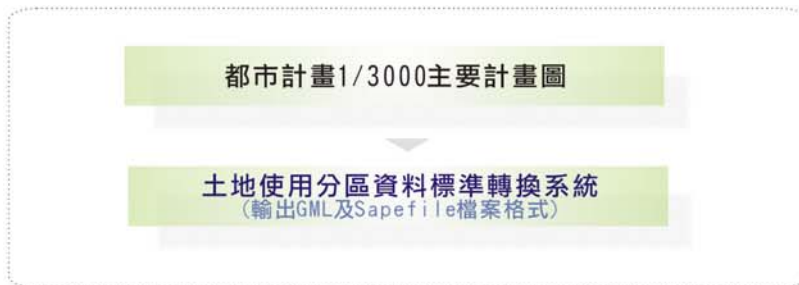 都市計畫1/3000主要計畫圖
土地使用分區資料標準轉換系統
(輸出GML及Sapefile檔案格式)